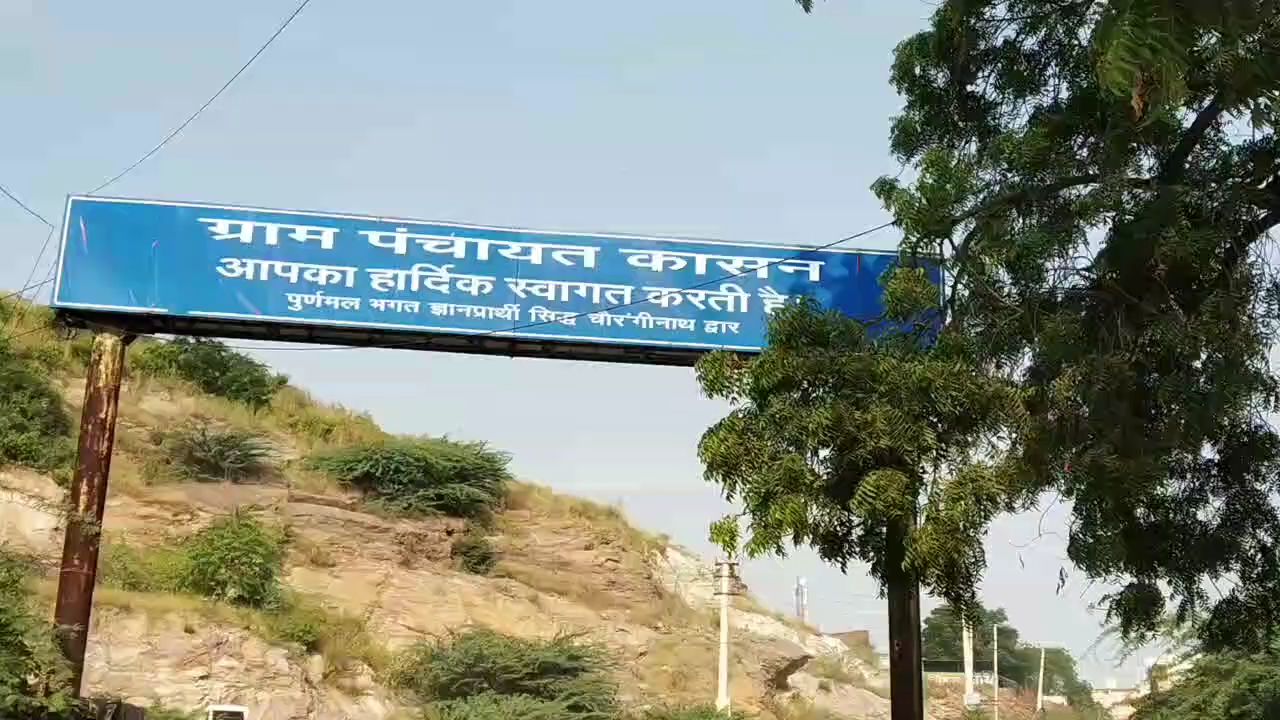 ग्राम पंचायत कासन
आपका हार्दिक स्वागत करती है
पुर्णमल भगत ज्ञानप्रार्थी सिद्ध चौरंगीनाथ द्वार